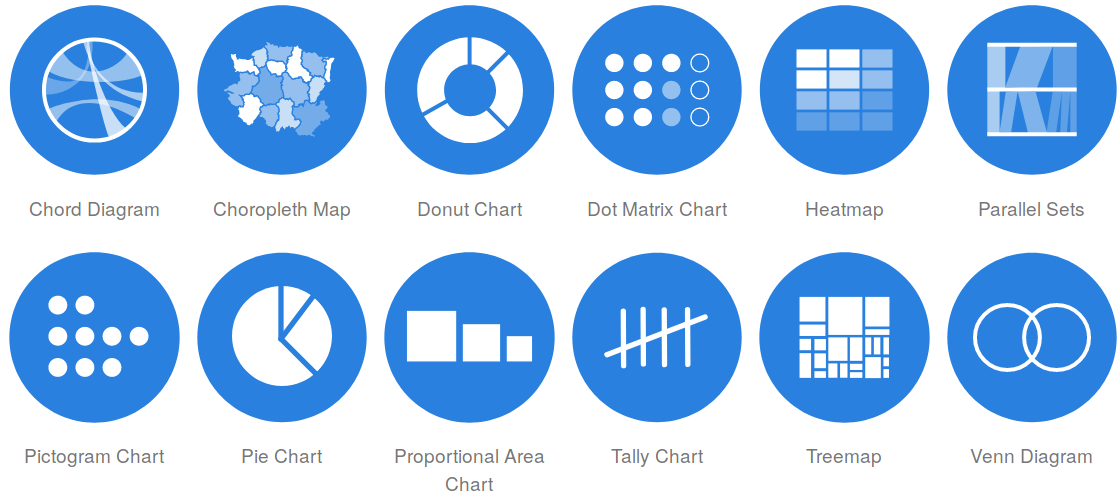 Chord Diagram
Choropleth Map
Donut Chart
Dot Matrix Chart
Heatmap
Parallel Sets
Pictogram Chart
Pie Chart
Proportional Area
Chart
Tally Chart
Treemap
Venn Diagram